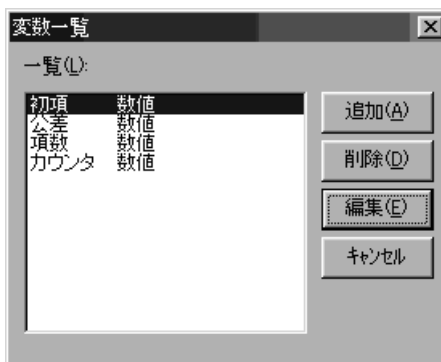 変数一覧
一覧(L):
初項 数値
公差 数値
項数 数値
カウンタ 数値
追加(A)
削除(D)
編集(E)
キャンセル